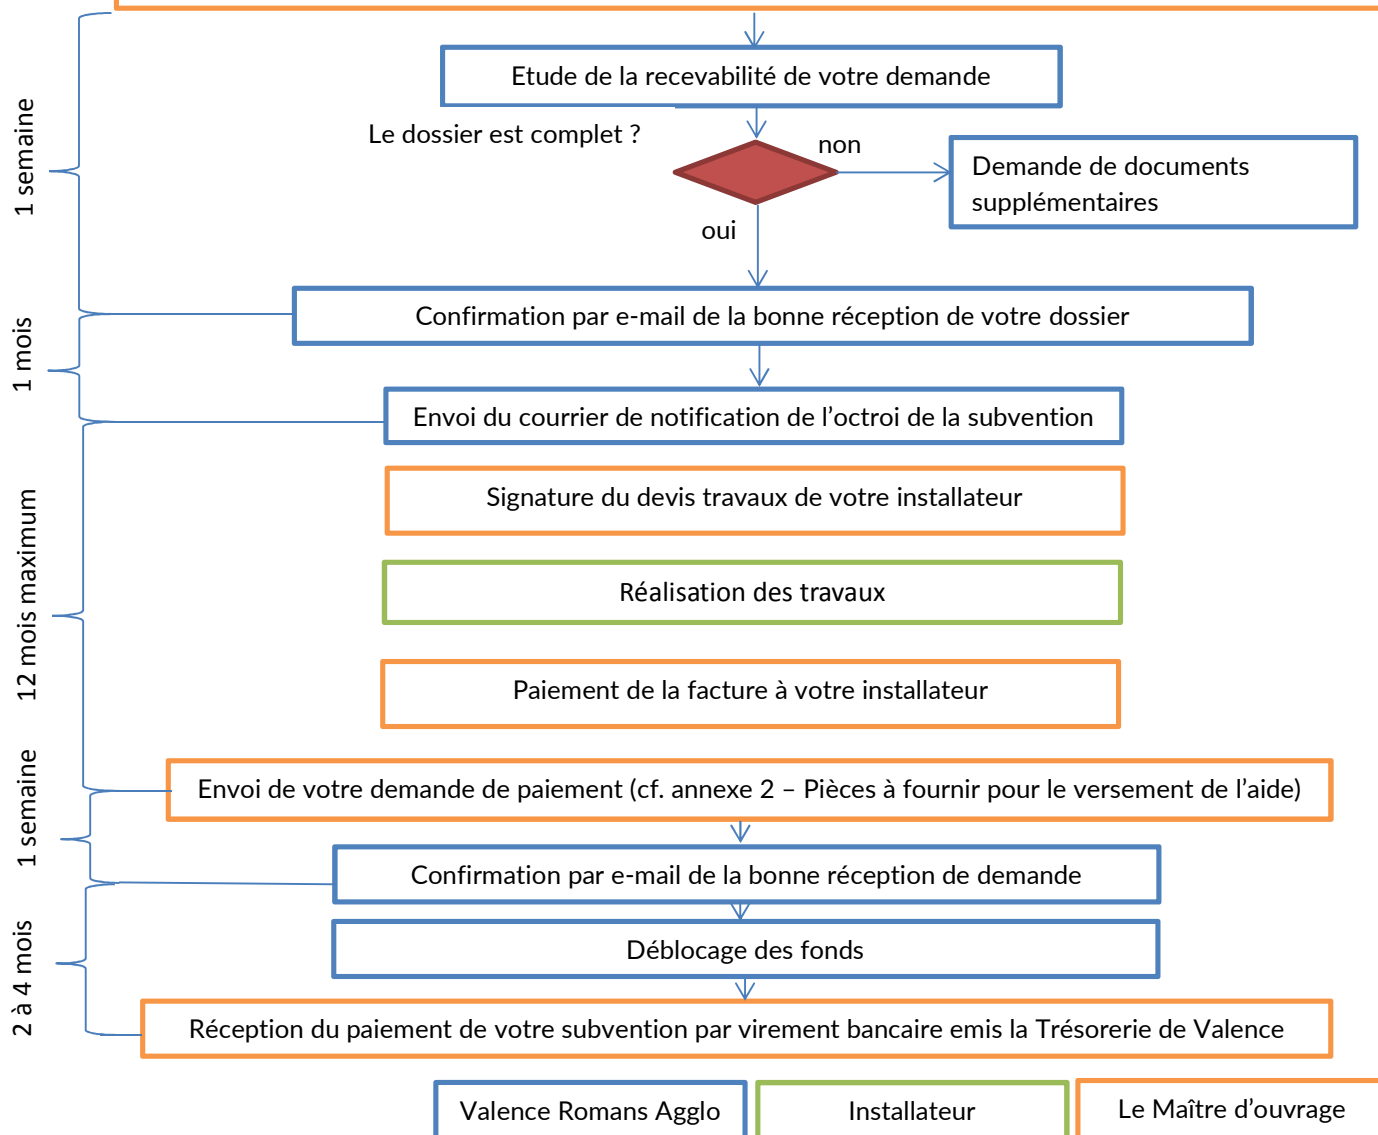 Etude de la recevabilité de votre demande
Le dossier est complet ?
non
Demande de documents
supplémentaires
oui
1 semaine
Confirmation par e-mail de la bonne réception de votre dossier
1 mois
Envoi du courrier de notification de l’octroi de la subvention
Signature du devis travaux de votre installateur
Réalisation des travaux
12 mois maximum
Paiement de la facture à votre installateur
Envoi de votre demande de paiement (cf. annexe 2 – Pièces à fournir pour le versement de l’aide)
1 semaine
Confirmation par e-mail de la bonne réception de demande
Déblocage des fonds
2 à 4 mois
Réception du paiement de votre subvention par virement bancaire emis la Trésorerie de Valence
Valence Romans Agglo
Installateur
Le Maître d’ouvrage